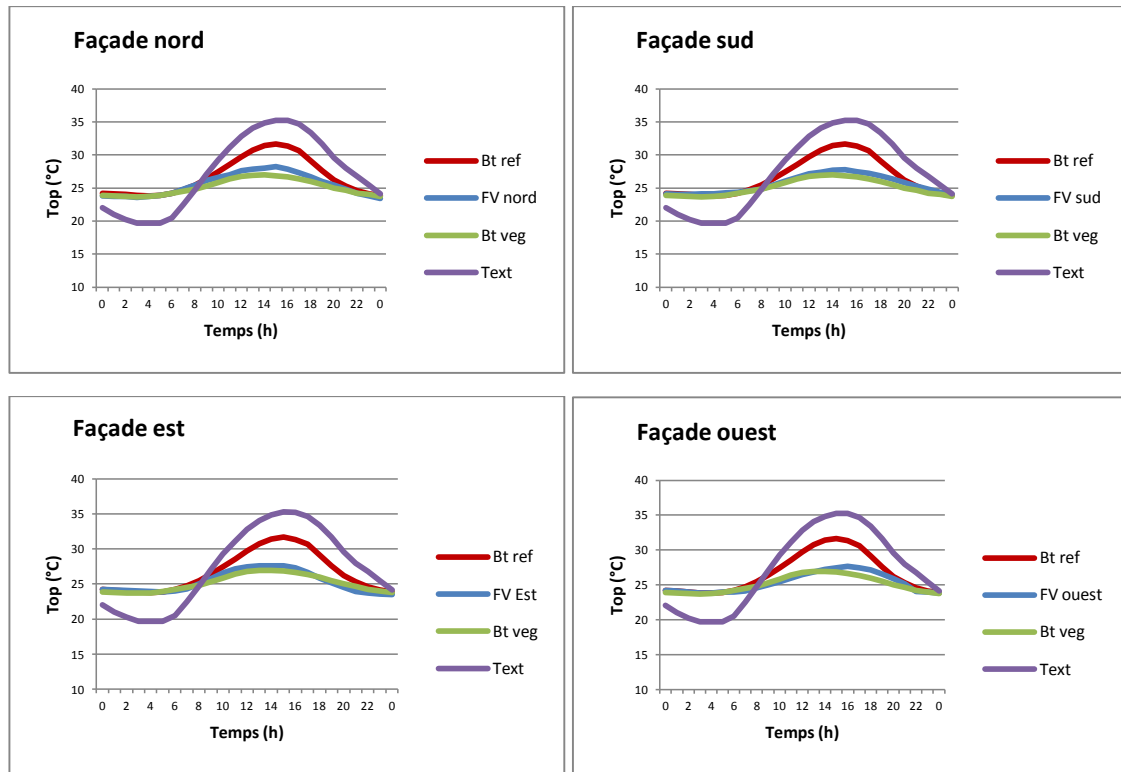 Façade nord
40
35
30
25
20
15
10
Top (°C)
0 2 4 6 8 10 12 14 16 18 20 22 0
Temps (h)
Bt ref
FV nord
Bt veg
Text
Façade sud
40
35
30
25
20
15
10
Top (°C)
0 2 4 6 8 10 12 14 16 18 20 22 0
Temps (h)
Bt ref
FV sud
Bt veg
Text
Façade est
40
35
30
25
20
15
10
Top (°C)
0 2 4 6 8 10 12 14 16 18 20 22 0
Temps (h)
Bt ref
FV Est
Bt veg
Text
Façade ouest
40
35
30
25
20
15
10
Top (°C)
0 2 4 6 8 10 12 14 16 18 20 22 0
Temps (h)
Bt ref
FV ouest
Bt veg
Text